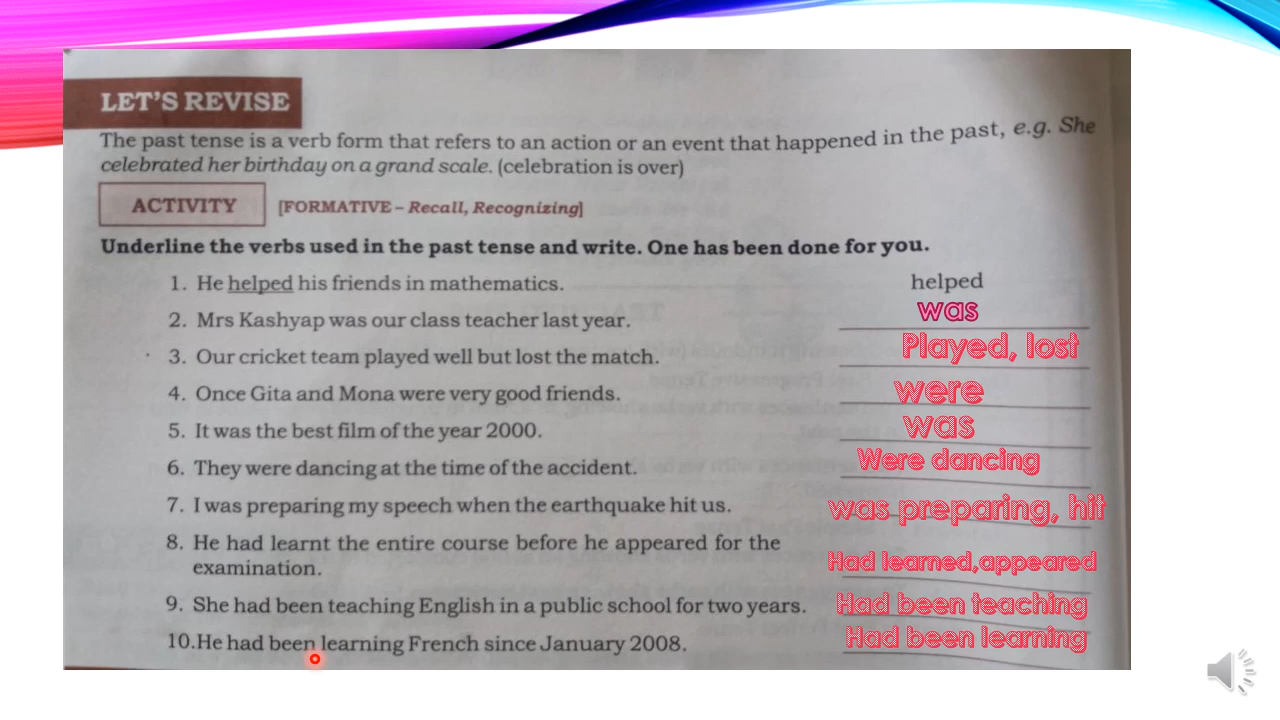 LET'S REVISE
The past tense is a verb form that refers to an action or an event that happened in the past, e.g. She
celebrated her birthday on a grand scale. (celebration is over)
ACTIVITY [FORMATIVE – Recall, Recognizing]
Underline the verbs used in the past tense and write. One has been done for you.
1. He helped his friends in mathematics. helped
2. Mrs Kashyap was our class teacher last year. was
3. Our cricket team played well but lost the match. Played, lost
4. Once Gita and Mona were very good friends. were
5. It was the best film of the year 2000. was
6. They were dancing at the time of the accident. Were dancing
7. I was preparing my speech when the earthquake hit us. was preparing, hit
8. He had learnt the entire course before he appeared for the
examination. Had learned,appeared
9. She had been teaching English in a public school for two years. Had been teaching
10.He had been learning French since January 2008. Had been learning